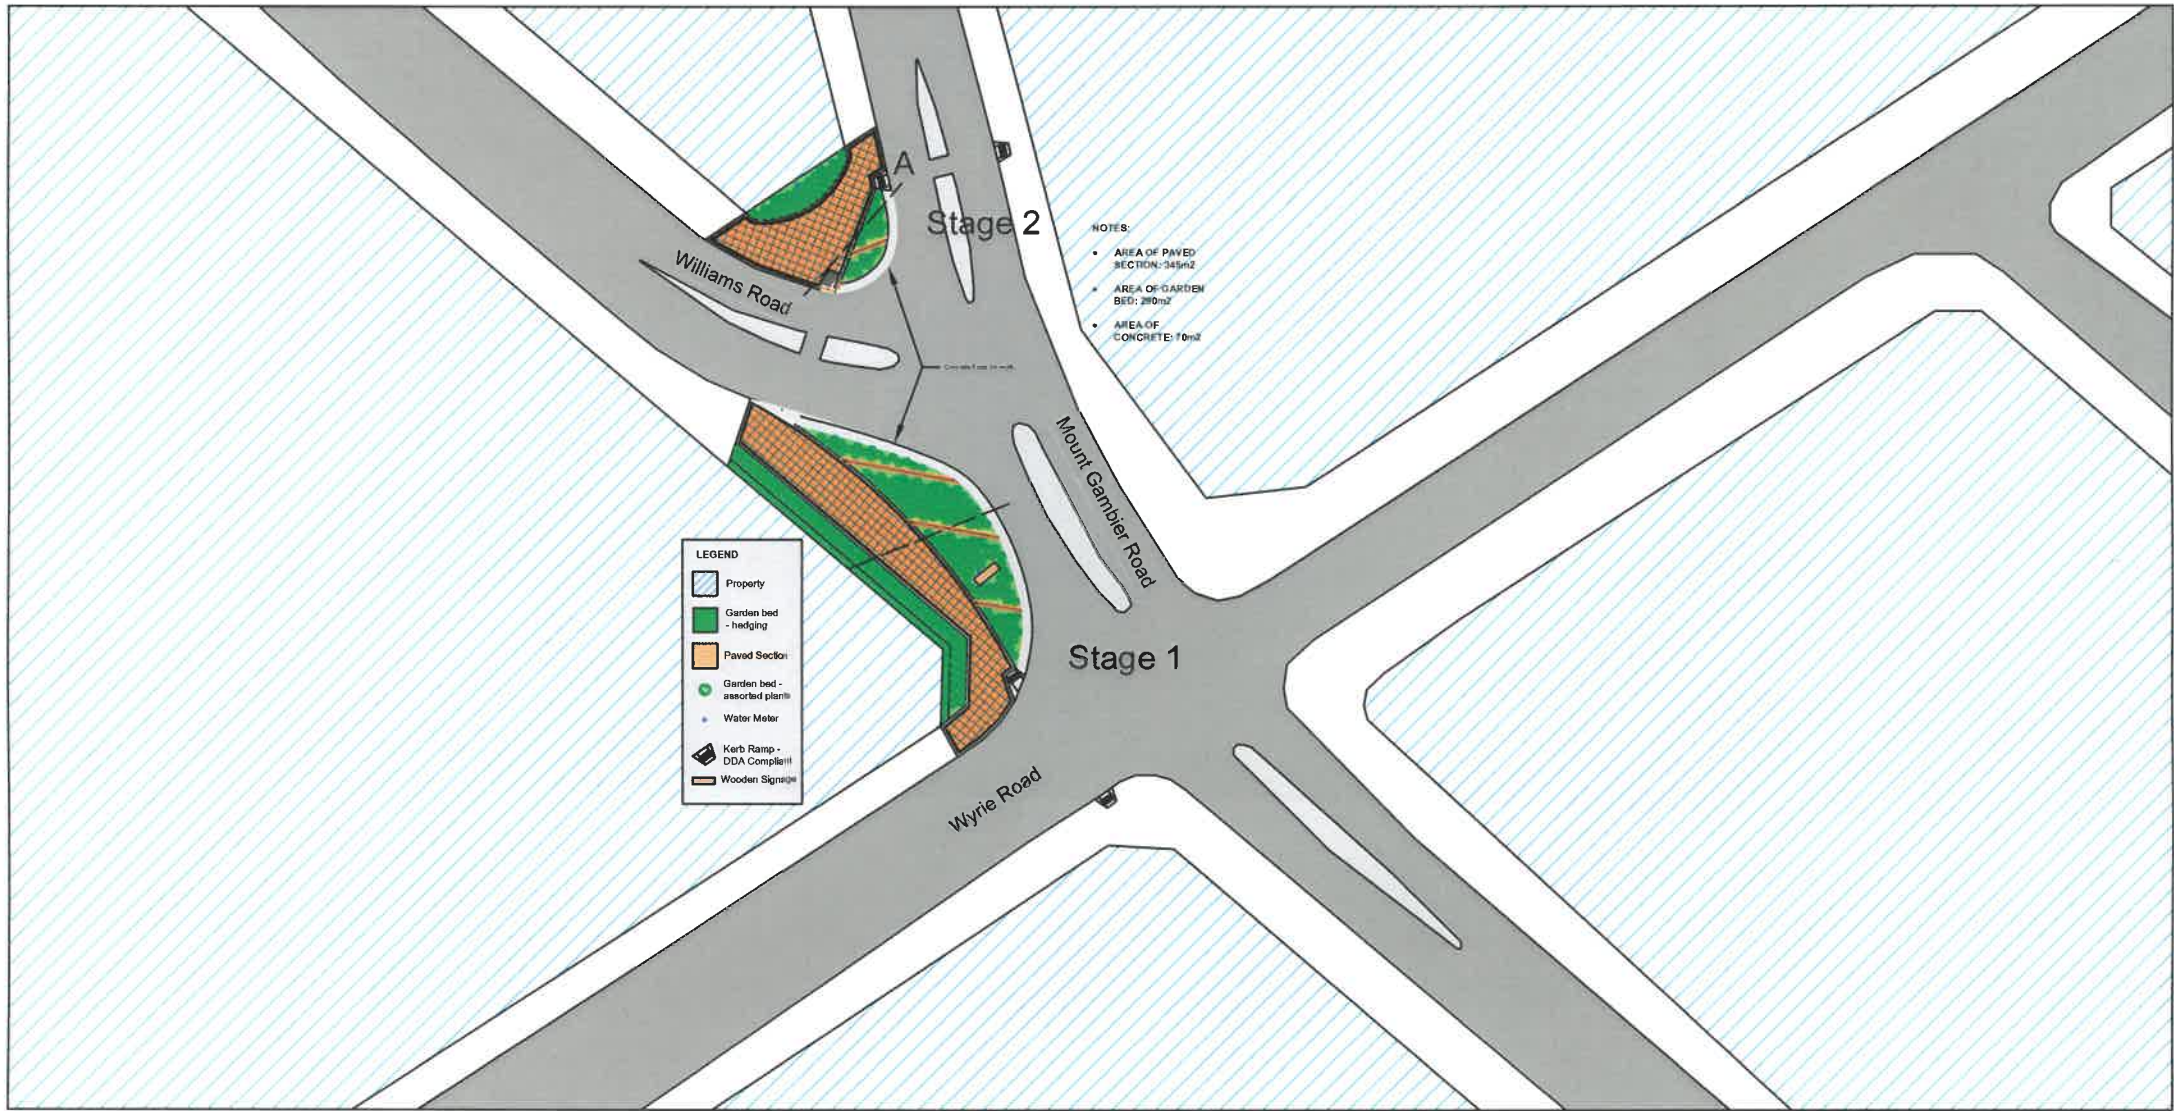 A
Stage 2
Williams Road
NOTES:
• AREA OF PAVED
SECTION: 345m2
• AREA OF GARDEN
BED: 290m2
• AREA OF
CONCRETE: 70m2
Mount Gambier Road
LEGEND
Property
Garden bed
- hedging
Paved Section
Garden bed -
assorted plants
Water Meter
Kerb Ramp -
DDA Compliant
Wooden Signage
Stage 1
Wyrie Road